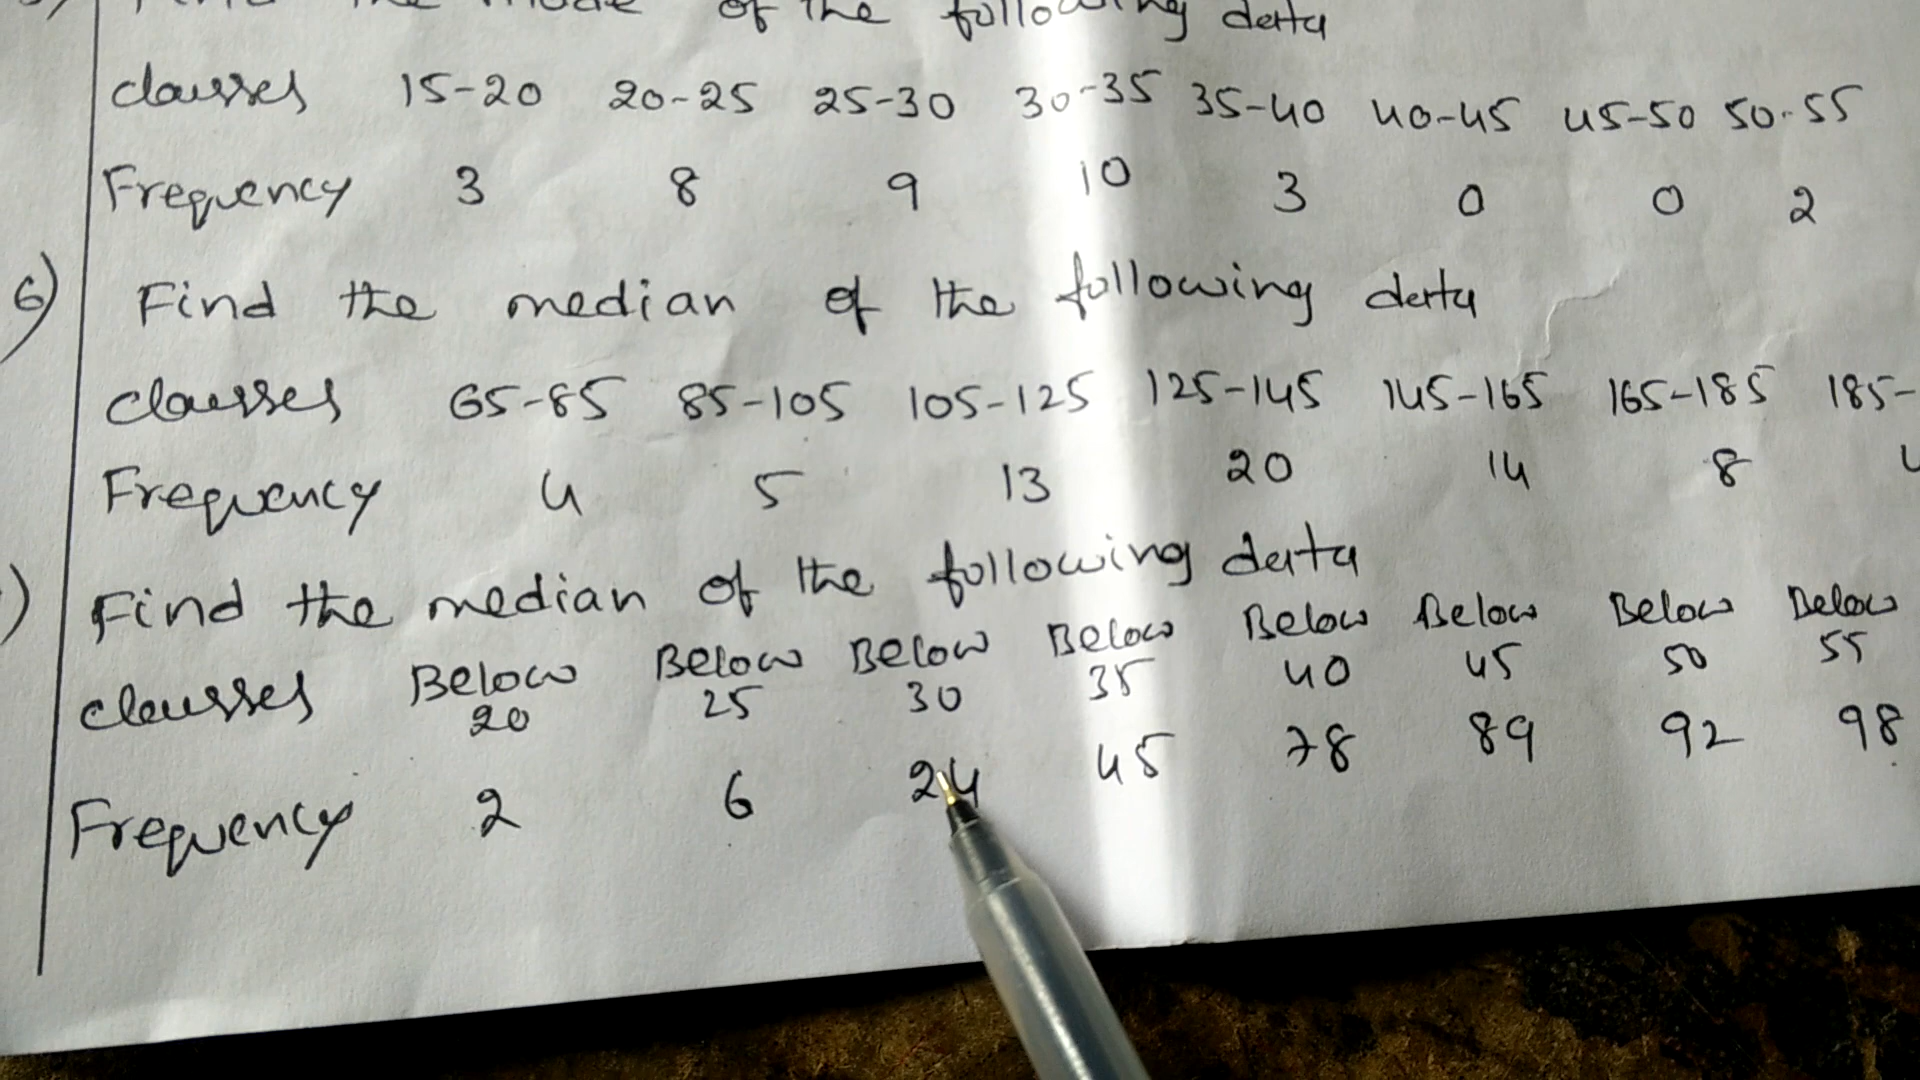 Find the mode of the following data
classes 15-20 20-25 25-30 30-35 35-40 40-45 45-50 50-55
Frequency 3 8 9 10 3 0 0 2
6) Find the median of the following data
classes 65-85 85-105 105-125 125-145 145-165 165-185 185-
Frequency 4 5 13 20 14 8
) Find the median of the following data
classes Below 20 Below 25 Below 30 Below 35 Below 40 Below 45 Below 50 Below 55
Frequency 2 6 24 45 78 89 92 98